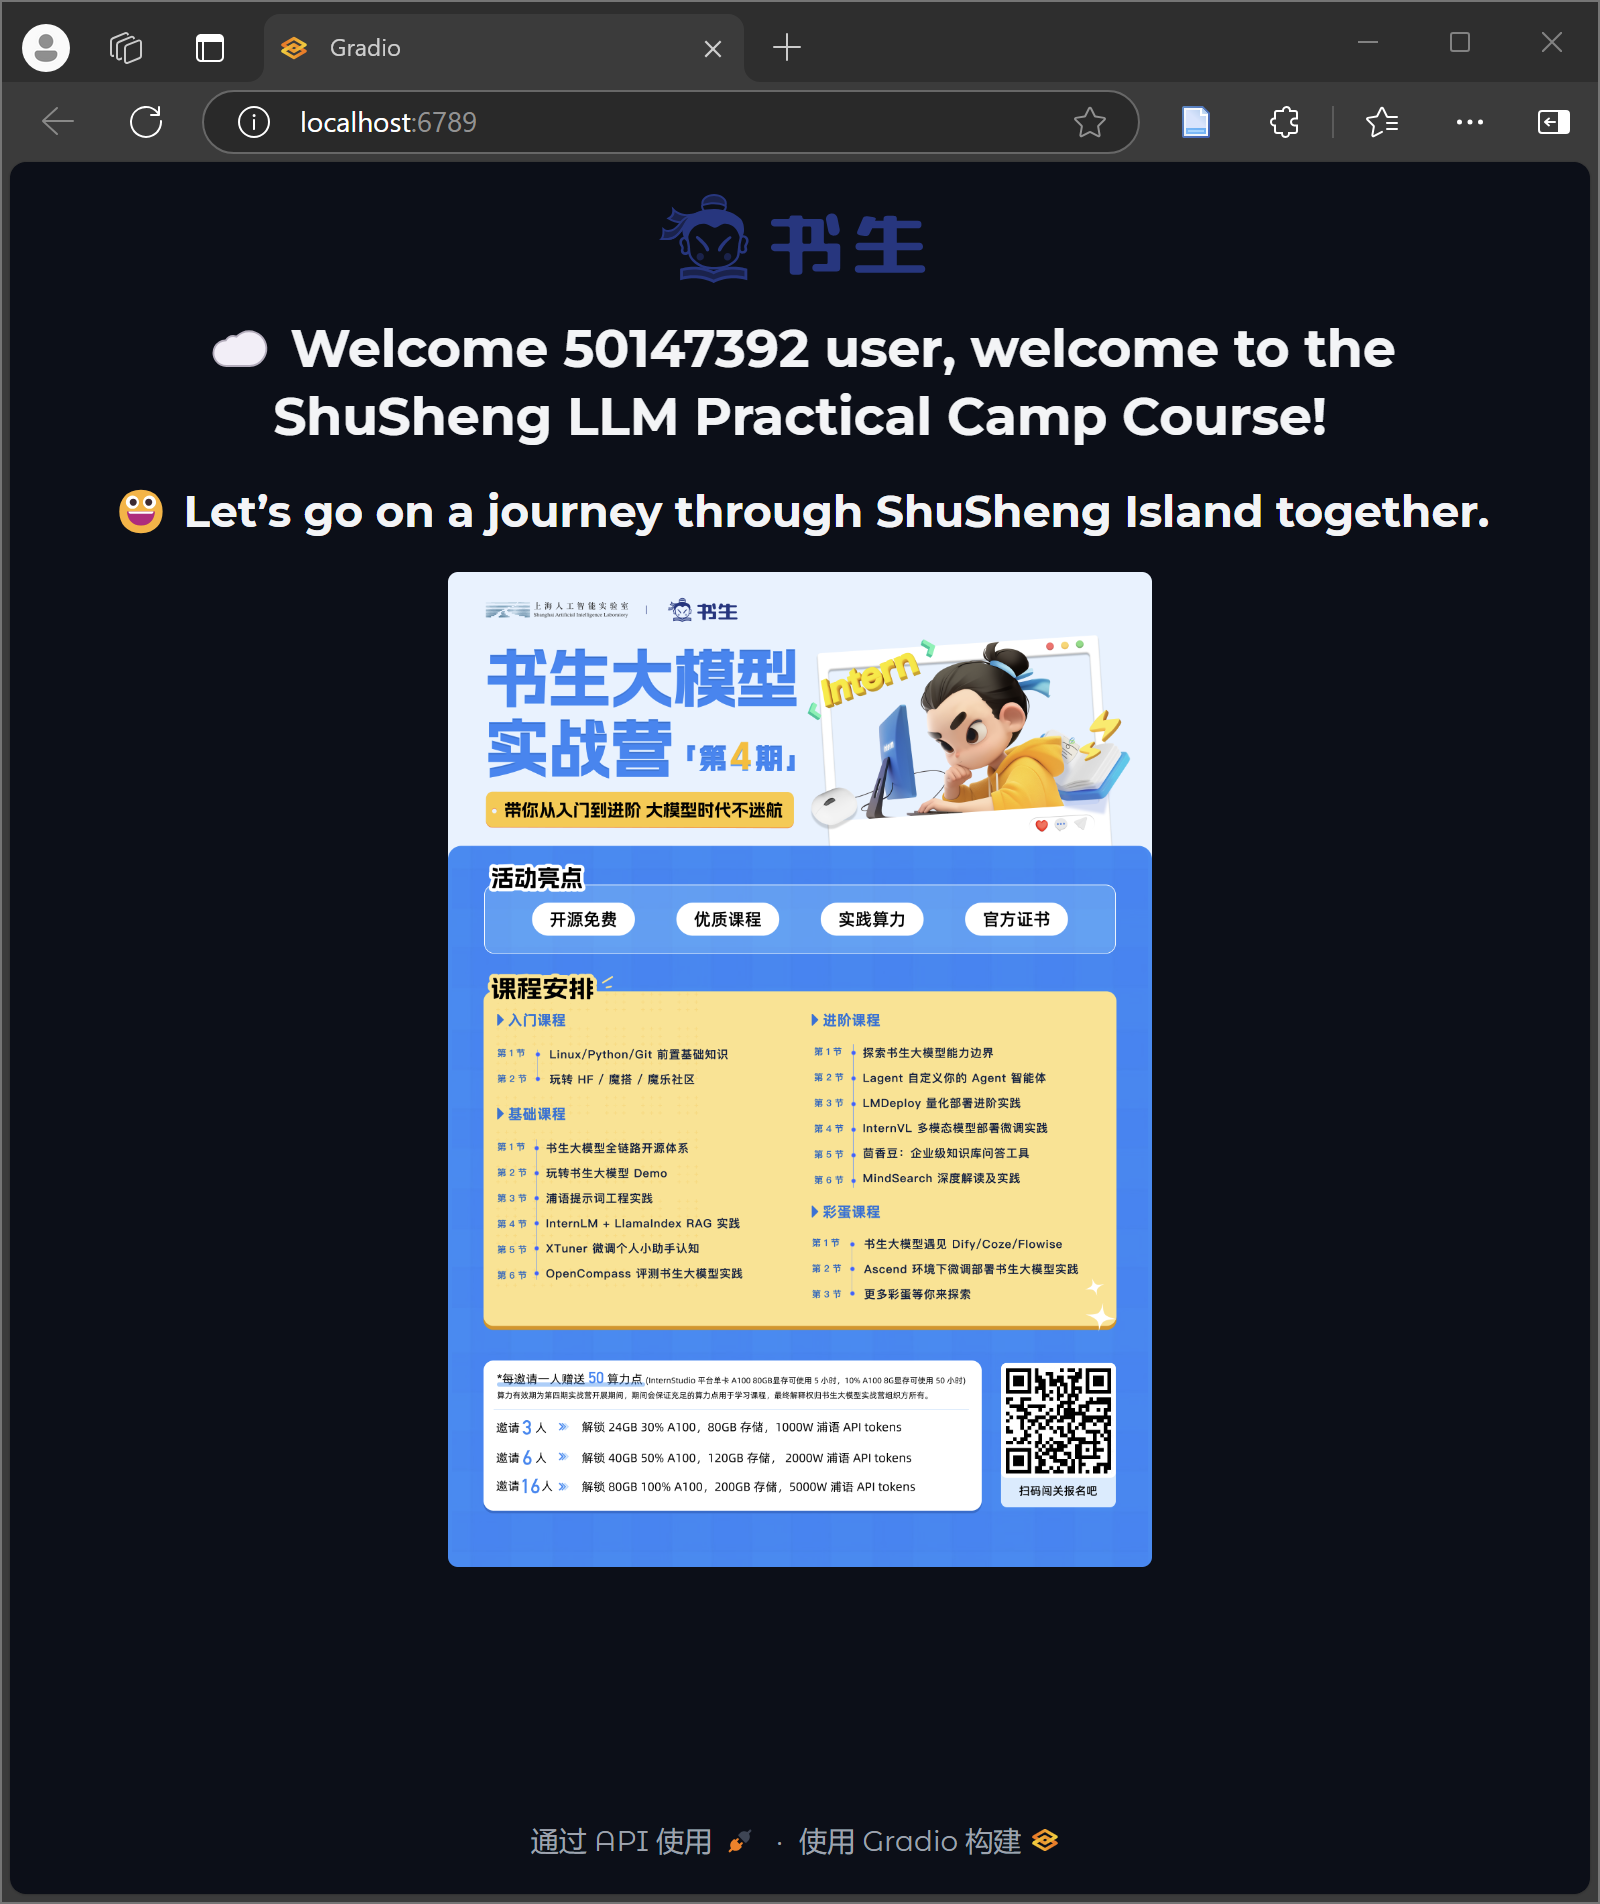 Gradio
localhost:6789
书生
Welcome 50147392 user, welcome to the
ShuSheng LLM Practical Camp Course!
Let’s go on a journey through ShuSheng Island together.
上海人工智能实验室
Shanghai Artificial Intelligence Laboratory
书生
书生大模型
实战营「第4期」
Intern
带你从入门到进阶 大模型时代不迷航
活动亮点
开源免费 优质课程 实践算力 官方证书
课程安排
入门课程
第1节 Linux/Python/Git 前置基础知识
第2节 玩转 HF / 魔搭 / 魔乐社区
基础课程
第1节 书生大模型全链路开源体系
第2节 玩转书生大模型 Demo
第3节 浦语提示词工程实践
第4节 InternLM + LlamaIndex RAG 实践
第5节 XTuner 微调个人小助手认知
第6节 OpenCompass 评测书生大模型实践
进阶课程
第1节 探索书生大模型能力边界
第2节 Lagent 自定义你的 Agent 智能体
第3节 LMDeploy 量化部署进阶实践
第4节 InternVL 多模态模型部署微调实践
第5节 茴香豆：企业级知识库问答工具
第6节 MindSearch 深度解读及实践
彩蛋课程
第1节 书生大模型遇见 Dify/Coze/Flowise
第2节 Ascend 环境下微调部署书生大模型实践
第3节 更多彩蛋等你来探索
*每邀请一人赠送 50 算力点 (InternStudio 平台单卡 A100 80GB显存可使用 5 小时，10% A100 8G显存可使用 50 小时)
算力有效期为第四期实战营开展期间，期间会保证充足的算力点用于学习课程，最终解释权归书生大模型实战营组织方所有。
邀请3人 解锁 24GB 30% A100，80GB 存储，1000W 浦语 API tokens
邀请6人 解锁 40GB 50% A100，120GB 存储，2000W 浦语 API tokens
邀请16人 解锁 80GB 100% A100，200GB 存储，5000W 浦语 API tokens
扫码闯关报名吧
通过 API 使用 · 使用 Gradio 构建